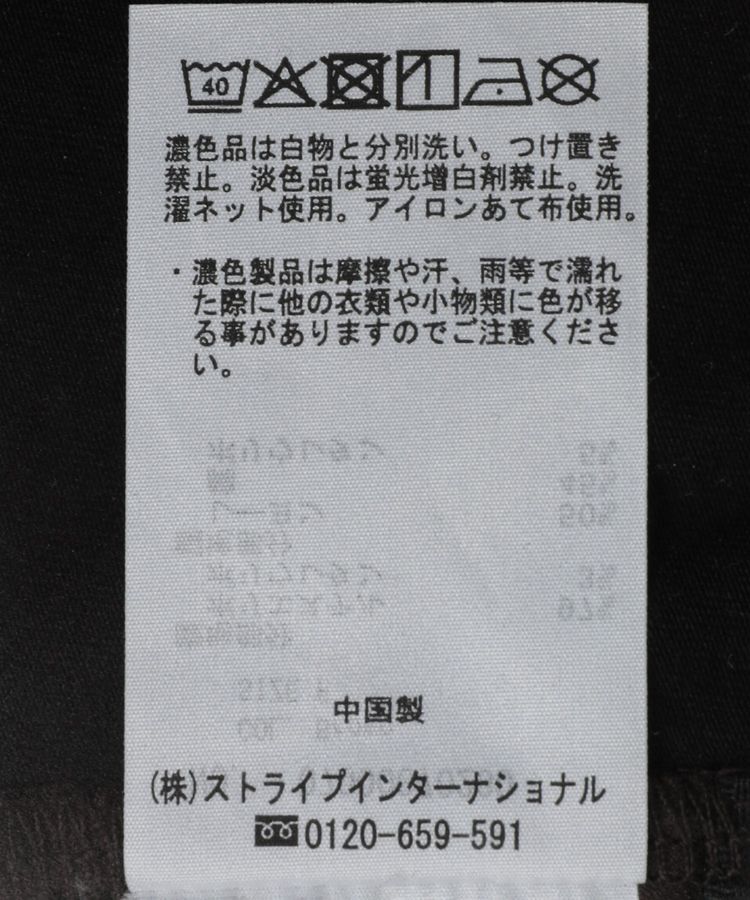 40
濃色品は白物と分別洗い。つけ置き
禁止。淡色品は蛍光増白剤禁止。洗
濯ネット使用。アイロンあて布使用。
・濃色製品は摩擦や汗、雨等で濡れ
た際に他の衣類や小物類に色が移
る事がありますのでご注意くださ
い。
中国製
(株)ストライプインターナショナル
0120-659-591